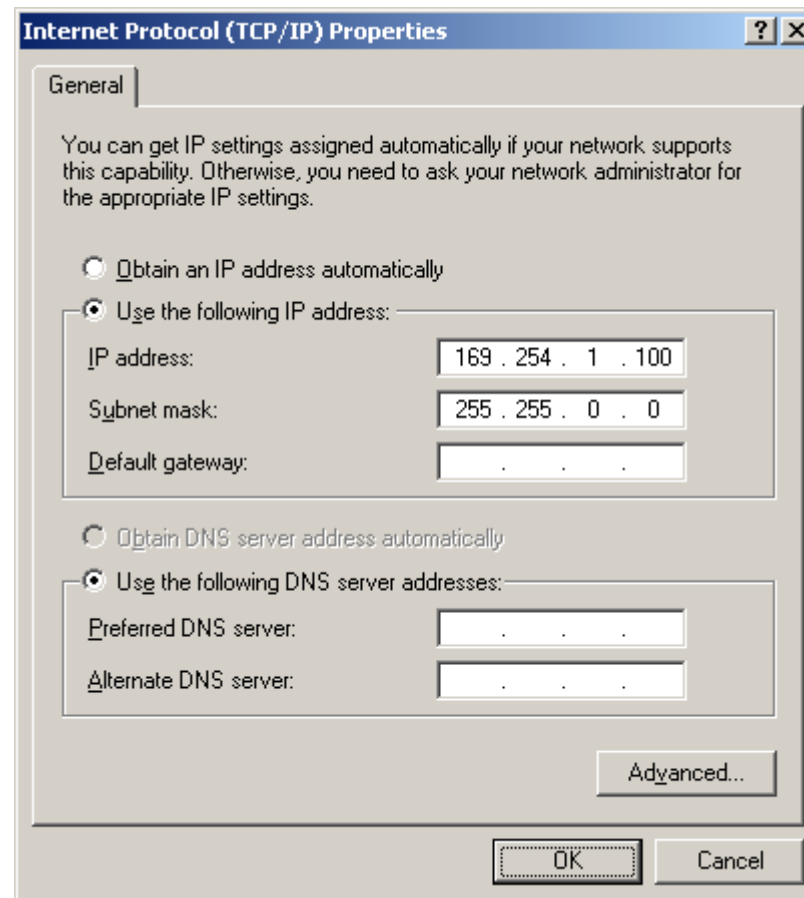 Internet Protocol (TCP/IP) Properties
General
You can get IP settings assigned automatically if your network supports
this capability. Otherwise, you need to ask your network administrator for
the appropriate IP settings.
Obtain an IP address automatically
Use the following IP address:
IP address: 169 . 254 . 1 . 100
Subnet mask: 255 . 255 . 0 . 0
Default gateway: . . .
Obtain DNS server address automatically
Use the following DNS server addresses:
Preferred DNS server: . . .
Alternate DNS server: . . .
Advanced...
OK Cancel